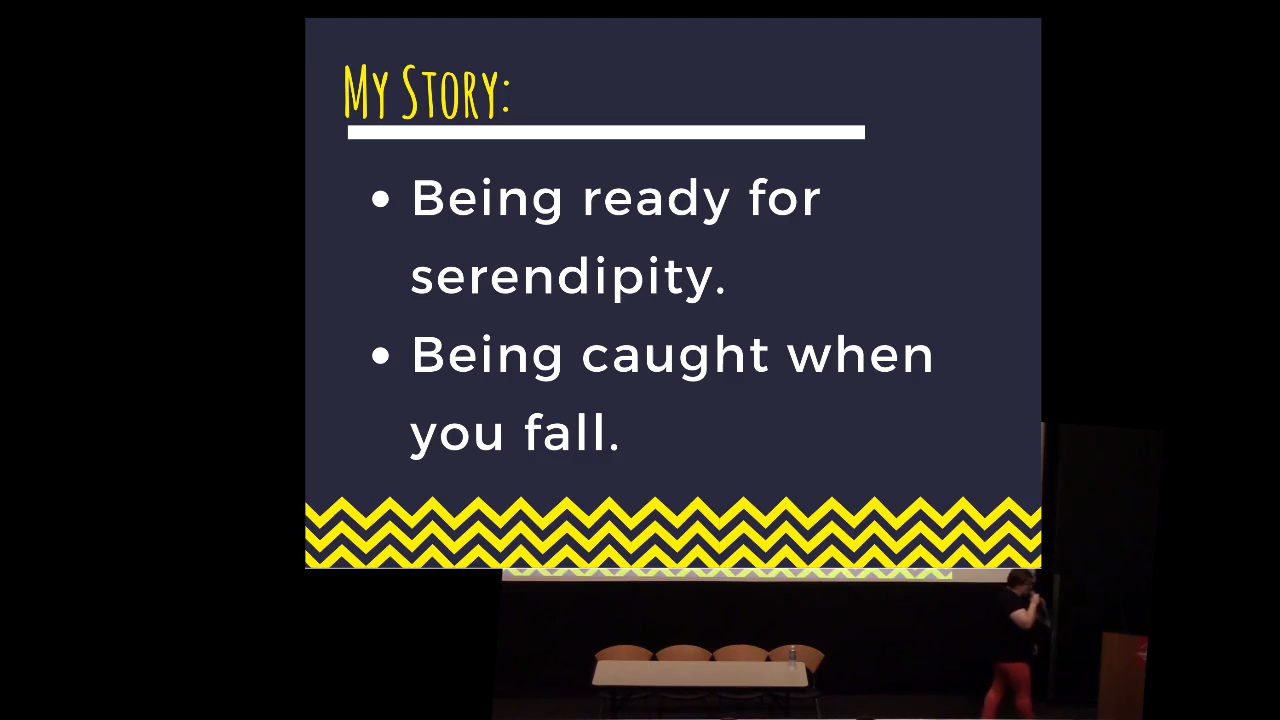 My Story:
• Being ready for
serendipity.
• Being caught when
you fall.